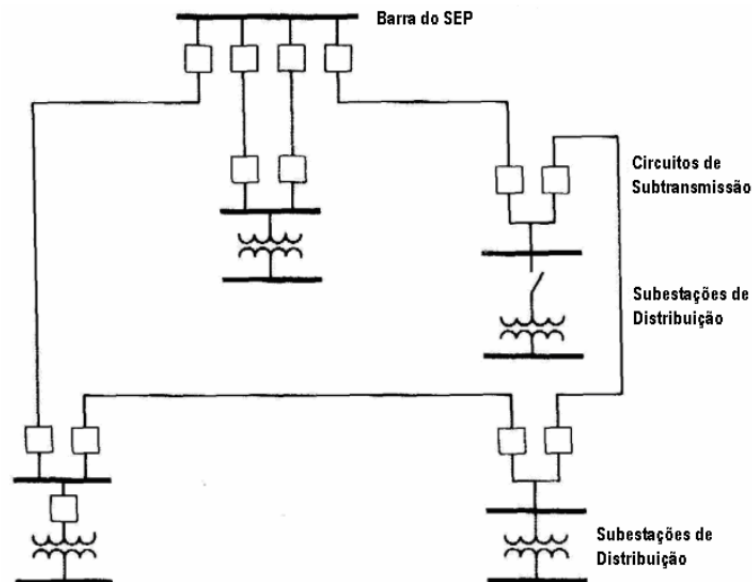 Barra do SEP
Circuitos de
Subtransmissão
Subestações de
Distribuição
Subestações de
Distribuição